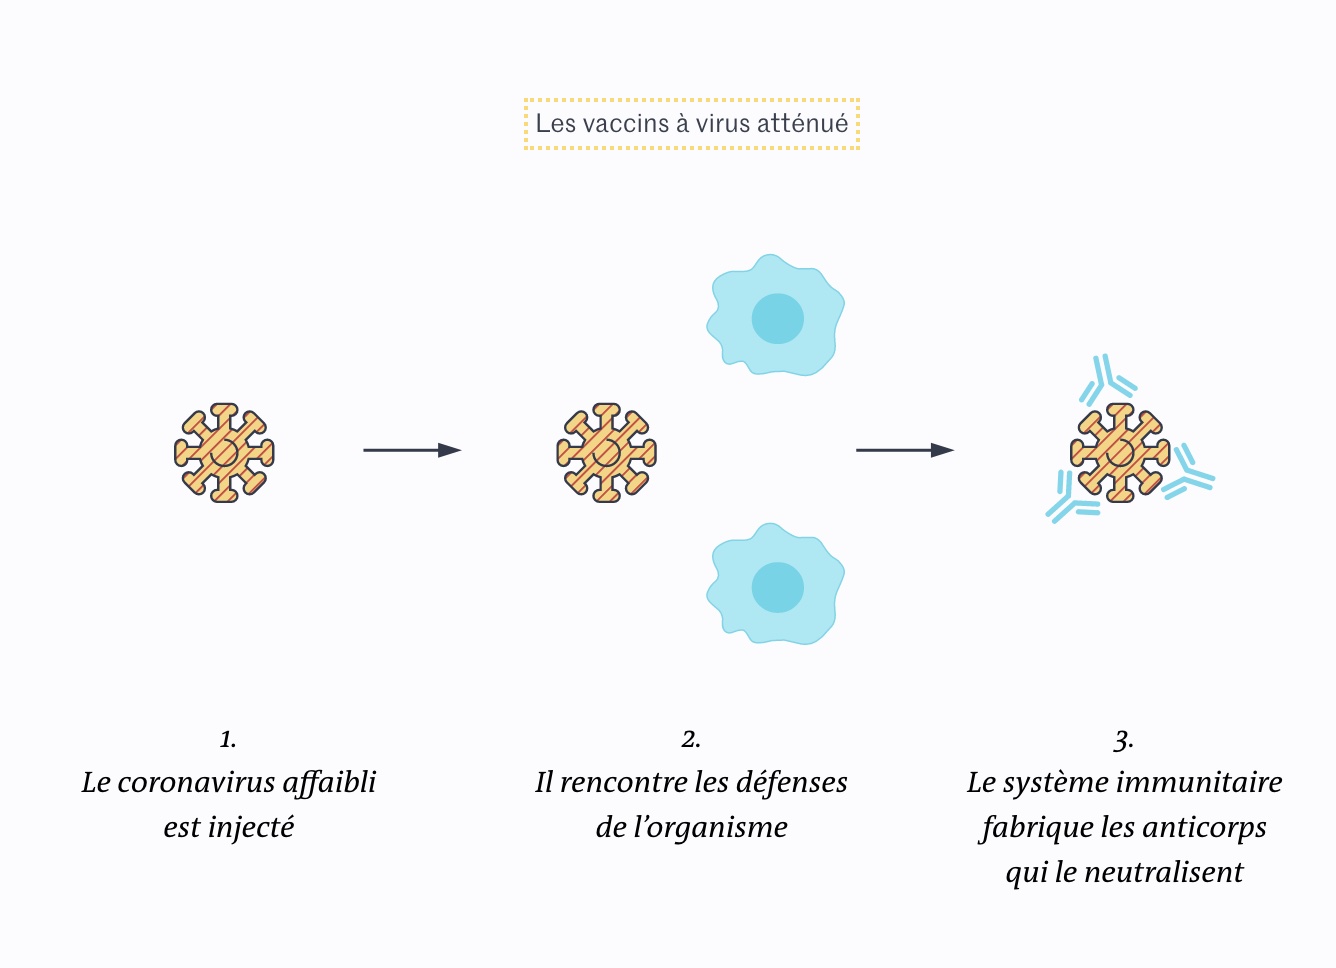 Les vaccins à virus atténué
1.
Le coronavirus affaibli
est injecté
2.
Il rencontre les défenses
de l’organisme
3.
Le système immunitaire
fabrique les anticorps
qui le neutralisent